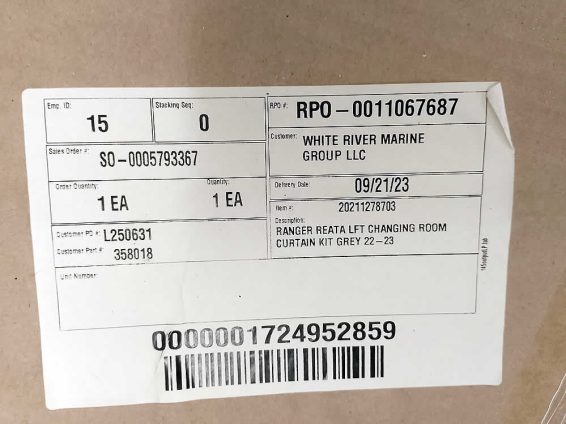 Emp. ID:
15
Stacking Seq:
0
RPO #:
RPO-0011067687
Sales Order #:
SO-0005793367
Customer:
WHITE RIVER MARINE
GROUP LLC
Order Quantity:
1 EA
Quantity:
1 EA
Delivery Date:
09/21/23
Item #:
20211278703
Customer PO #: L250631
Customer Part #: 358018
Description:
RANGER REATA LFT CHANGING ROOM
CURTAIN KIT GREY 22-23
Unit Number:
0000001724952859